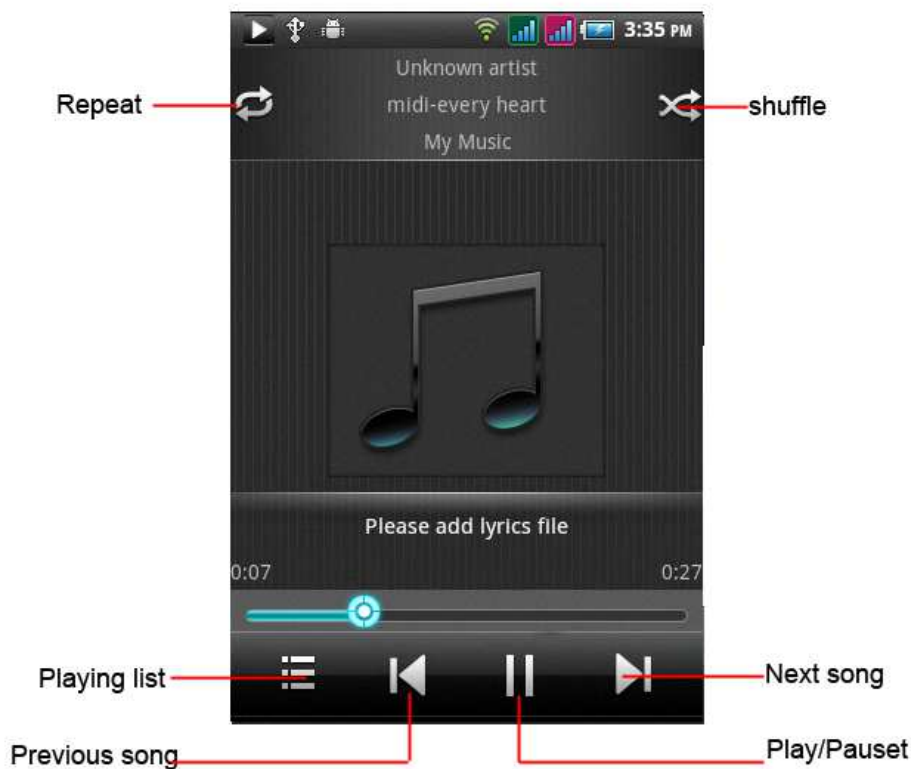 3:35 PM
Unknown artist
Repeat
midi-every heart
shuffle
My Music
Please add lyrics file
0:07
0:27
Playing list
Next song
Previous song
Play/Pauset